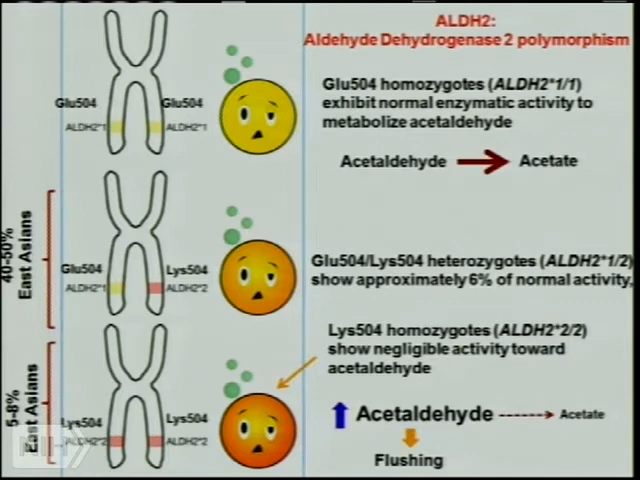 ALDH2:
Aldehyde Dehydrogenase 2 polymorphism
Glu504 Glu504
ALDH2*1 ALDH2*1
Glu504 homozygotes (ALDH2*1/1)
exhibit normal enzymatic activity to
metabolize acetaldehyde
Acetaldehyde Acetate
40-50%
East Asians
Glu504 Lys504
ALDH2*1 ALDH2*2
Glu504/Lys504 heterozygotes (ALDH2*1/2)
show approximately 6% of normal activity,
5-8%
East Asians
Lys504 Lys504
ALDH2*2 ALDH2*2
Lys504 homozygotes (ALDH2*2/2)
show negligible activity toward
acetaldehyde
Acetaldehyde Acetate
Flushing
NIH